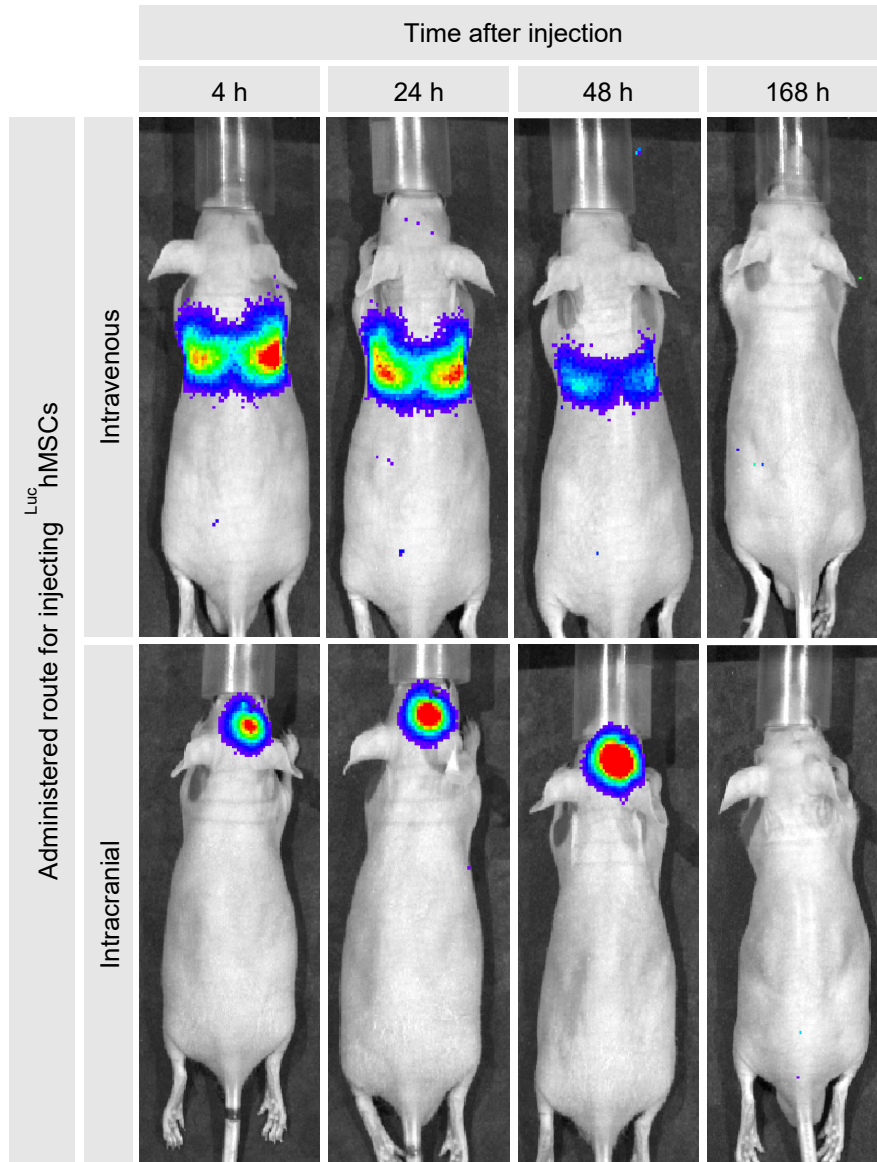 Time after injection
4 h
24 h
48 h
168 h
Administered route for injecting ᴸᵘᶜhMSCs
Intravenous
Intracranial